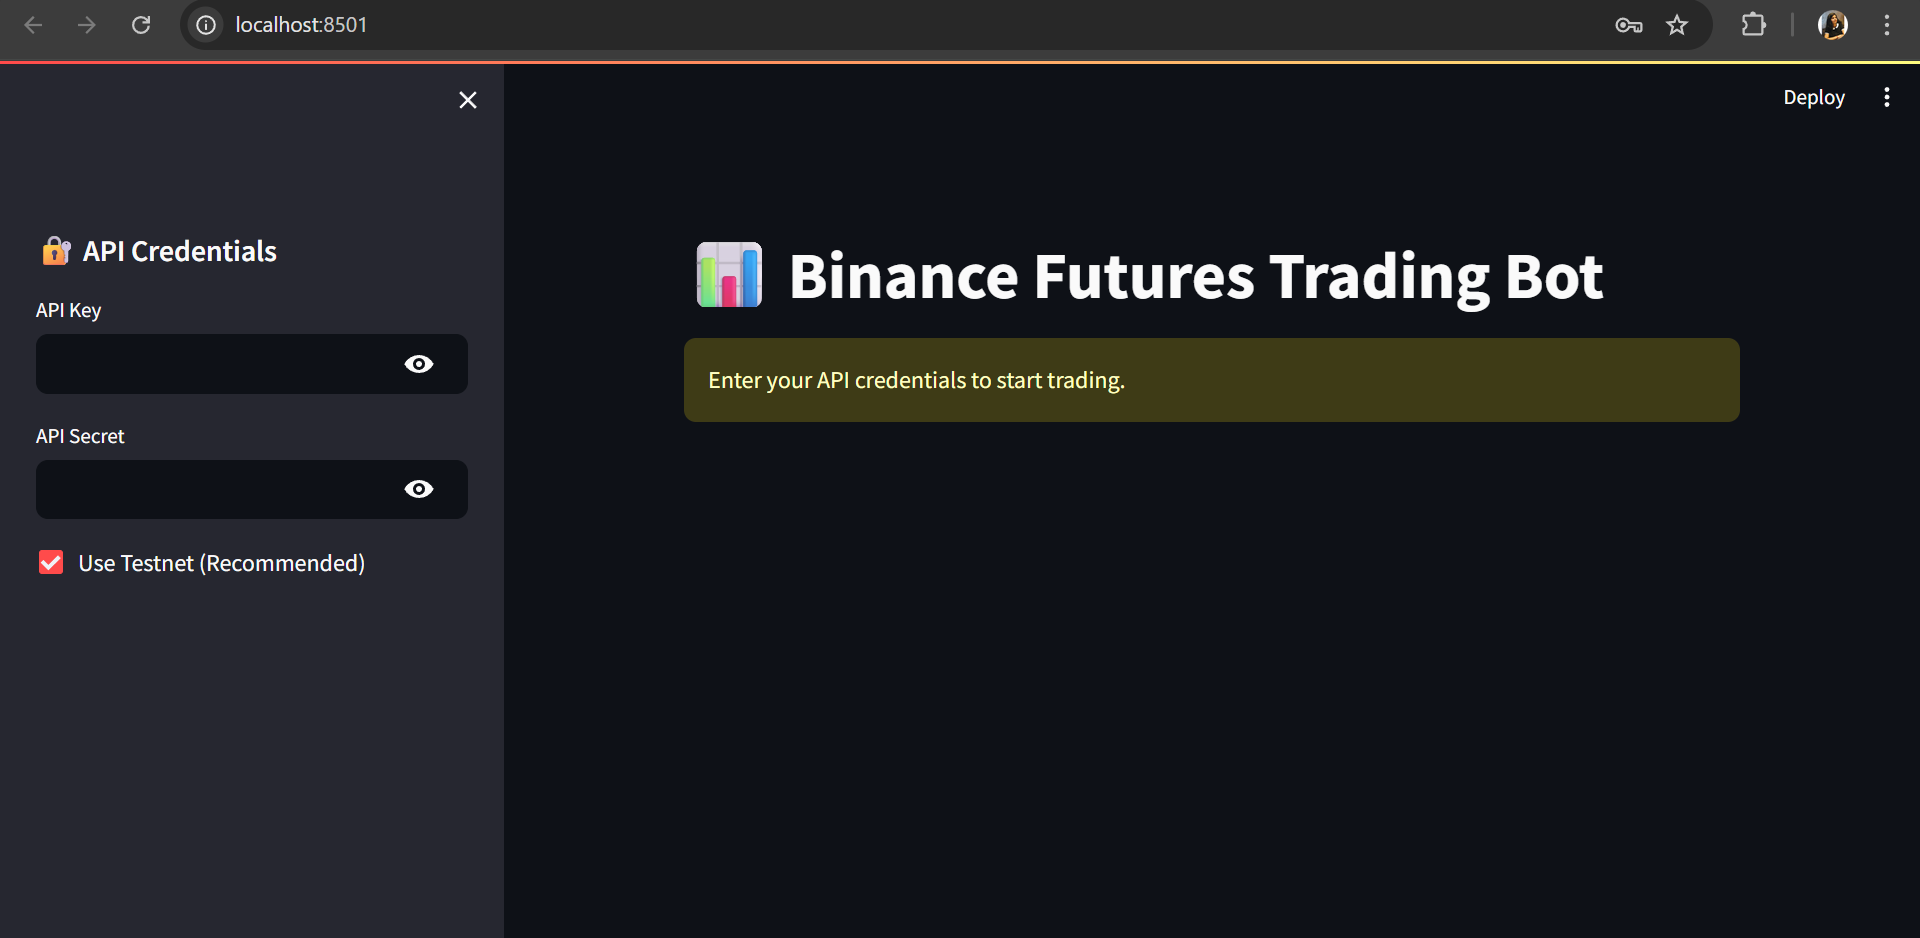 localhost:8501
Deploy
API Credentials
API Key
API Secret
Use Testnet (Recommended)
Binance Futures Trading Bot
Enter your API credentials to start trading.